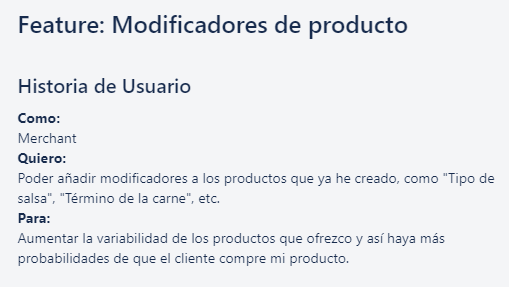 Feature: Modificadores de producto
Historia de Usuario
Como:
Merchant
Quiero:
Poder añadir modificadores a los productos que ya he creado, como "Tipo de
salsa", "Término de la carne", etc.
Para:
Aumentar la variabilidad de los productos que ofrezco y así haya más
probabilidades de que el cliente compre mi producto.